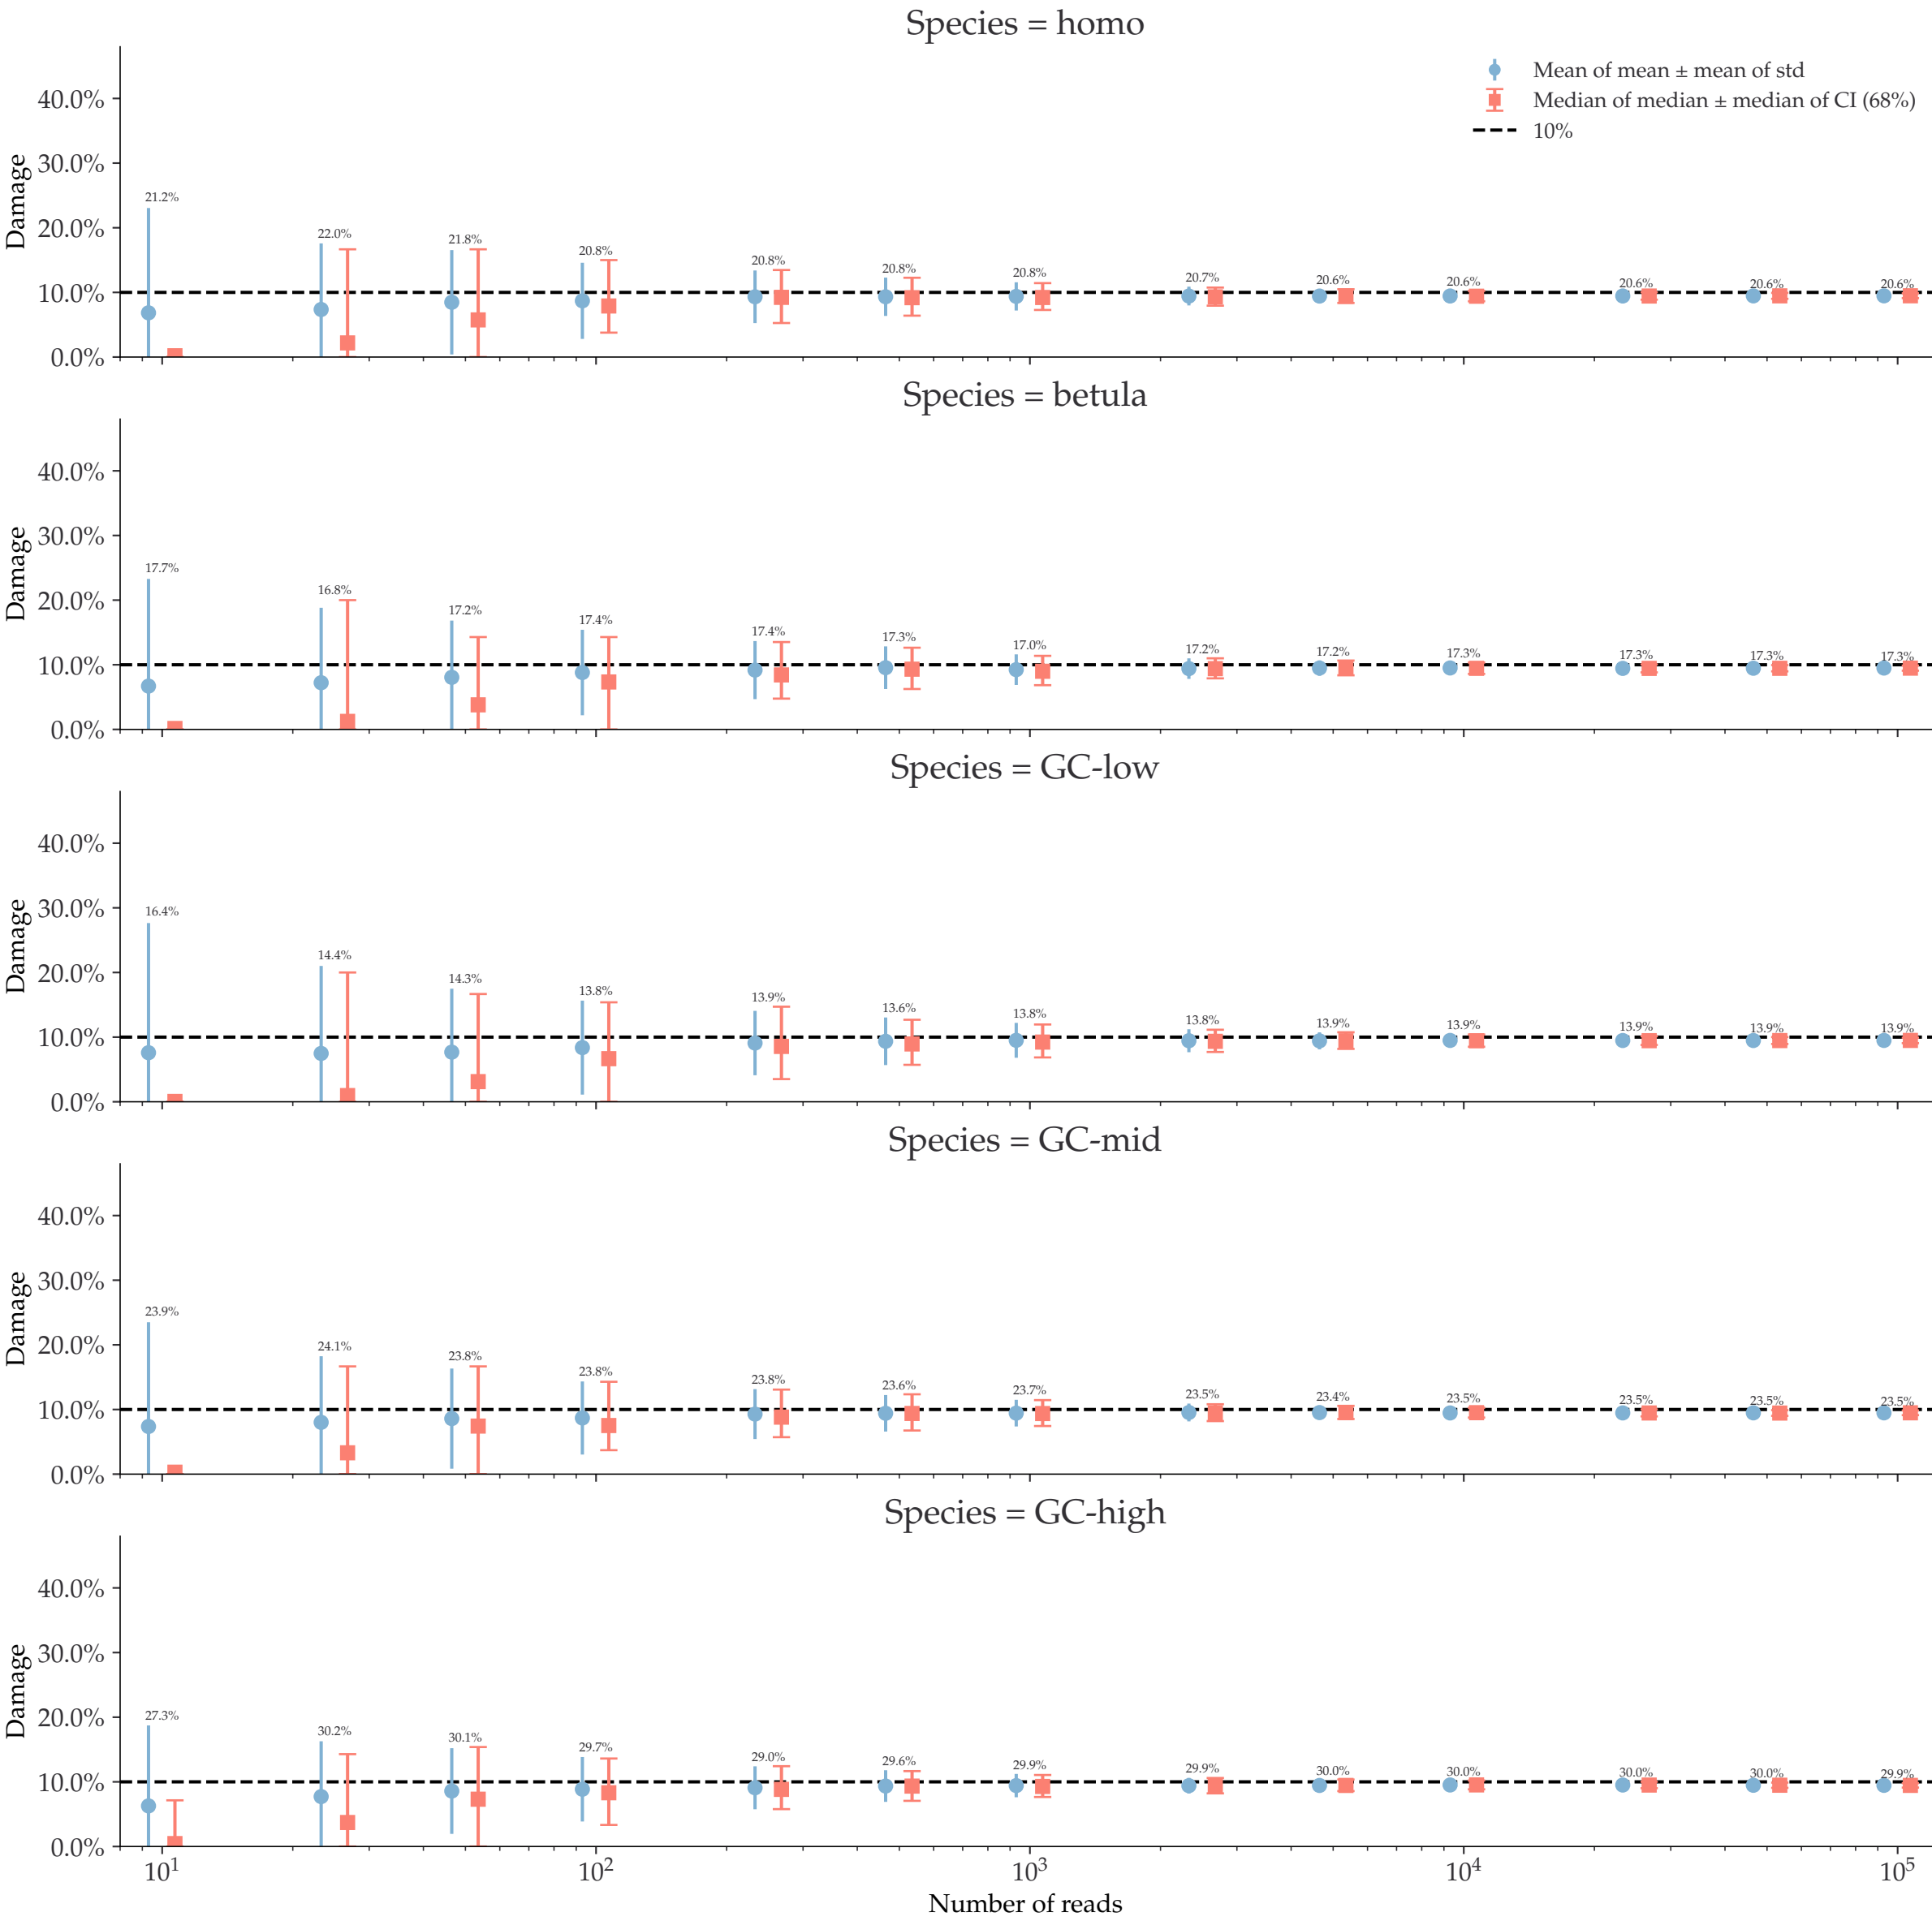 Species = homo
Mean of mean ± mean of std
Median of median ± median of CI (68%)
10%
Damage
40.0%
30.0%
20.0%
10.0%
0.0%
21.2% 22.0% 21.8% 20.8% 20.8% 20.8% 20.8% 20.7% 20.6% 20.6% 20.6% 20.6% 20.6%
Species = betula
Damage
40.0%
30.0%
20.0%
10.0%
0.0%
17.7% 16.8% 17.2% 17.4% 17.4% 17.3% 17.0% 17.2% 17.2% 17.3% 17.3% 17.3% 17.3%
Species = GC-low
Damage
40.0%
30.0%
20.0%
10.0%
0.0%
16.4% 14.4% 14.3% 13.8% 13.9% 13.6% 13.8% 13.8% 13.9% 13.9% 13.9% 13.9% 13.9%
Species = GC-mid
Damage
40.0%
30.0%
20.0%
10.0%
0.0%
23.9% 24.1% 23.8% 23.8% 23.8% 23.6% 23.7% 23.5% 23.4% 23.5% 23.5% 23.5% 23.5%
Species = GC-high
Damage
40.0%
30.0%
20.0%
10.0%
0.0%
27.3% 30.2% 30.1% 29.7% 29.0% 29.6% 29.9% 29.9% 30.0% 30.0% 30.0% 30.0% 29.9%
10¹ 10² 10³ 10⁴ 10⁵
Number of reads